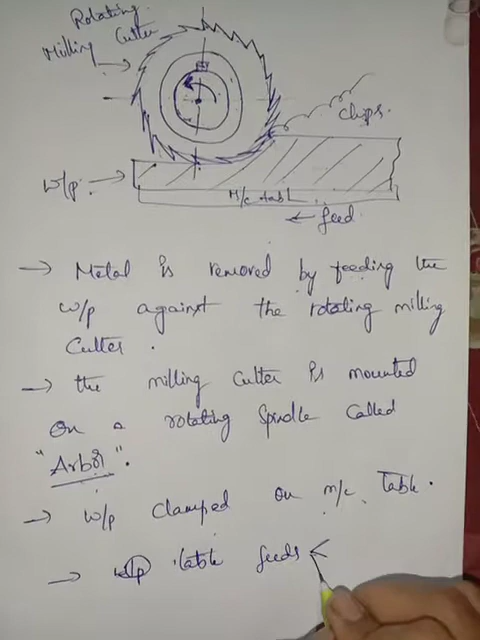 Rotating
Milling Cutter
chips.
w/p
M/c tabl
feed
→ Metal is removed by feeding the
w/p against the rotating milling
Cutter.
→ the milling cutter is mounted
on a rotating spindle called
"Arbor".
→ w/p clamped on m/c table.
→ w/p table feeds <